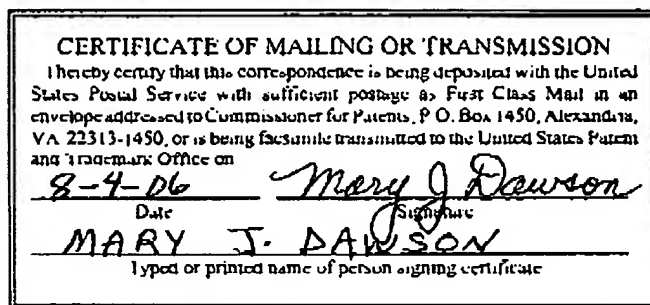 CERTIFICATE OF MAILING OR TRANSMISSION
I hereby certify that this correspondence is being deposited with the United
States Postal Service with sufficient postage as First Class Mail in an
envelope addressed to Commissioner for Patents, P O. Box 1450, Alexandria,
VA 22313-1450, or is being facsimile transmitted to the United States Patent
and Trademark Office on
8-4-06 Mary J Dawson
Date Signature
MARY J. DAWSON
Typed or printed name of person signing certificate